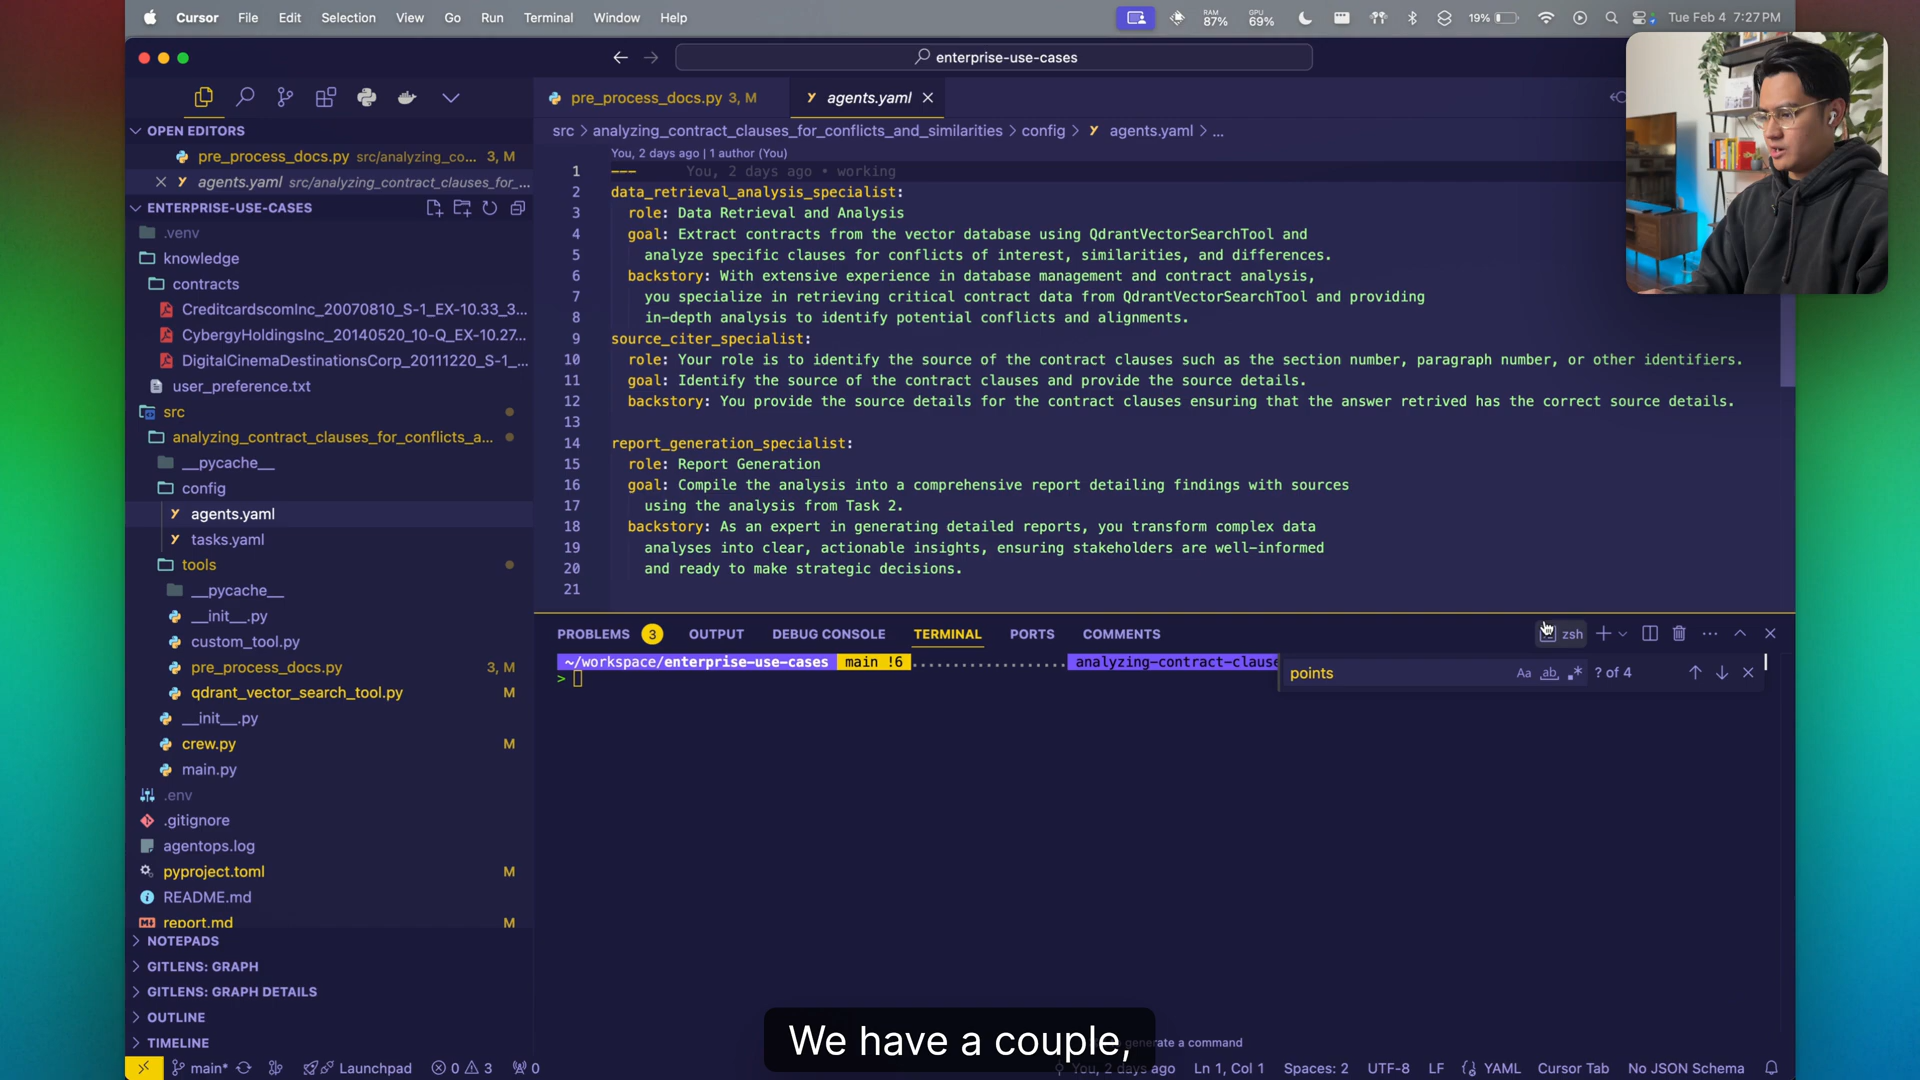 Cursor File Edit Selection View Go Run Terminal Window Help
RAM 87% GPU 69% 19% Tue Feb 4 7:27 PM
enterprise-use-cases
pre_process_docs.py 3, M
agents.yaml
OPEN EDITORS
pre_process_docs.py src/analyzing_co... 3, M
agents.yaml src/analyzing_contract_clauses_for_...
ENTERPRISE-USE-CASES
.venv
knowledge
contracts
CreditcardscomInc_20070810_S-1_EX-10.33_3...
CybergyHoldingsInc_20140520_10-Q_EX-10.27...
DigitalCinemaDestinationsCorp_20111220_S-1_...
user_preference.txt
src
analyzing_contract_clauses_for_conflicts_a...
__pycache__
config
agents.yaml
tasks.yaml
tools
__pycache__
__init__.py
custom_tool.py
pre_process_docs.py 3, M
qdrant_vector_search_tool.py M
__init__.py
crew.py M
main.py
.env
.gitignore
agentops.log
pyproject.toml M
README.md
report.md M
NOTEPADS
GITLENS: GRAPH
GITLENS: GRAPH DETAILS
OUTLINE
TIMELINE
src > analyzing_contract_clauses_for_conflicts_and_similarities > config > agents.yaml > ...
You, 2 days ago | 1 author (You)
1 --- You, 2 days ago • working
2 data_retrieval_analysis_specialist:
3 role: Data Retrieval and Analysis
4 goal: Extract contracts from the vector database using QdrantVectorSearchTool and
5 analyze specific clauses for conflicts of interest, similarities, and differences.
6 backstory: With extensive experience in database management and contract analysis,
7 you specialize in retrieving critical contract data from QdrantVectorSearchTool and providing
8 in-depth analysis to identify potential conflicts and alignments.
9 source_citer_specialist:
10 role: Your role is to identify the source of the contract clauses such as the section number, paragraph number, or other identifiers.
11 goal: Identify the source of the contract clauses and provide the source details.
12 backstory: You provide the source details for the contract clauses ensuring that the answer retrived has the correct source details.
13
14 report_generation_specialist:
15 role: Report Generation
16 goal: Compile the analysis into a comprehensive report detailing findings with sources
17 using the analysis from Task 2.
18 backstory: As an expert in generating detailed reports, you transform complex data
19 analyses into clear, actionable insights, ensuring stakeholders are well-informed
20 and ready to make strategic decisions.
21
PROBLEMS 3 OUTPUT DEBUG CONSOLE TERMINAL PORTS COMMENTS
zsh
~/workspace/enterprise-use-cases main !6 ................... analyzing-contract-clause
>
points
Aa ab ? of 4
We have a couple,
generate a command
main* Launchpad 0 3 0
You, 2 days ago Ln 1, Col 1 Spaces: 2 UTF-8 LF YAML Cursor Tab No JSON Schema